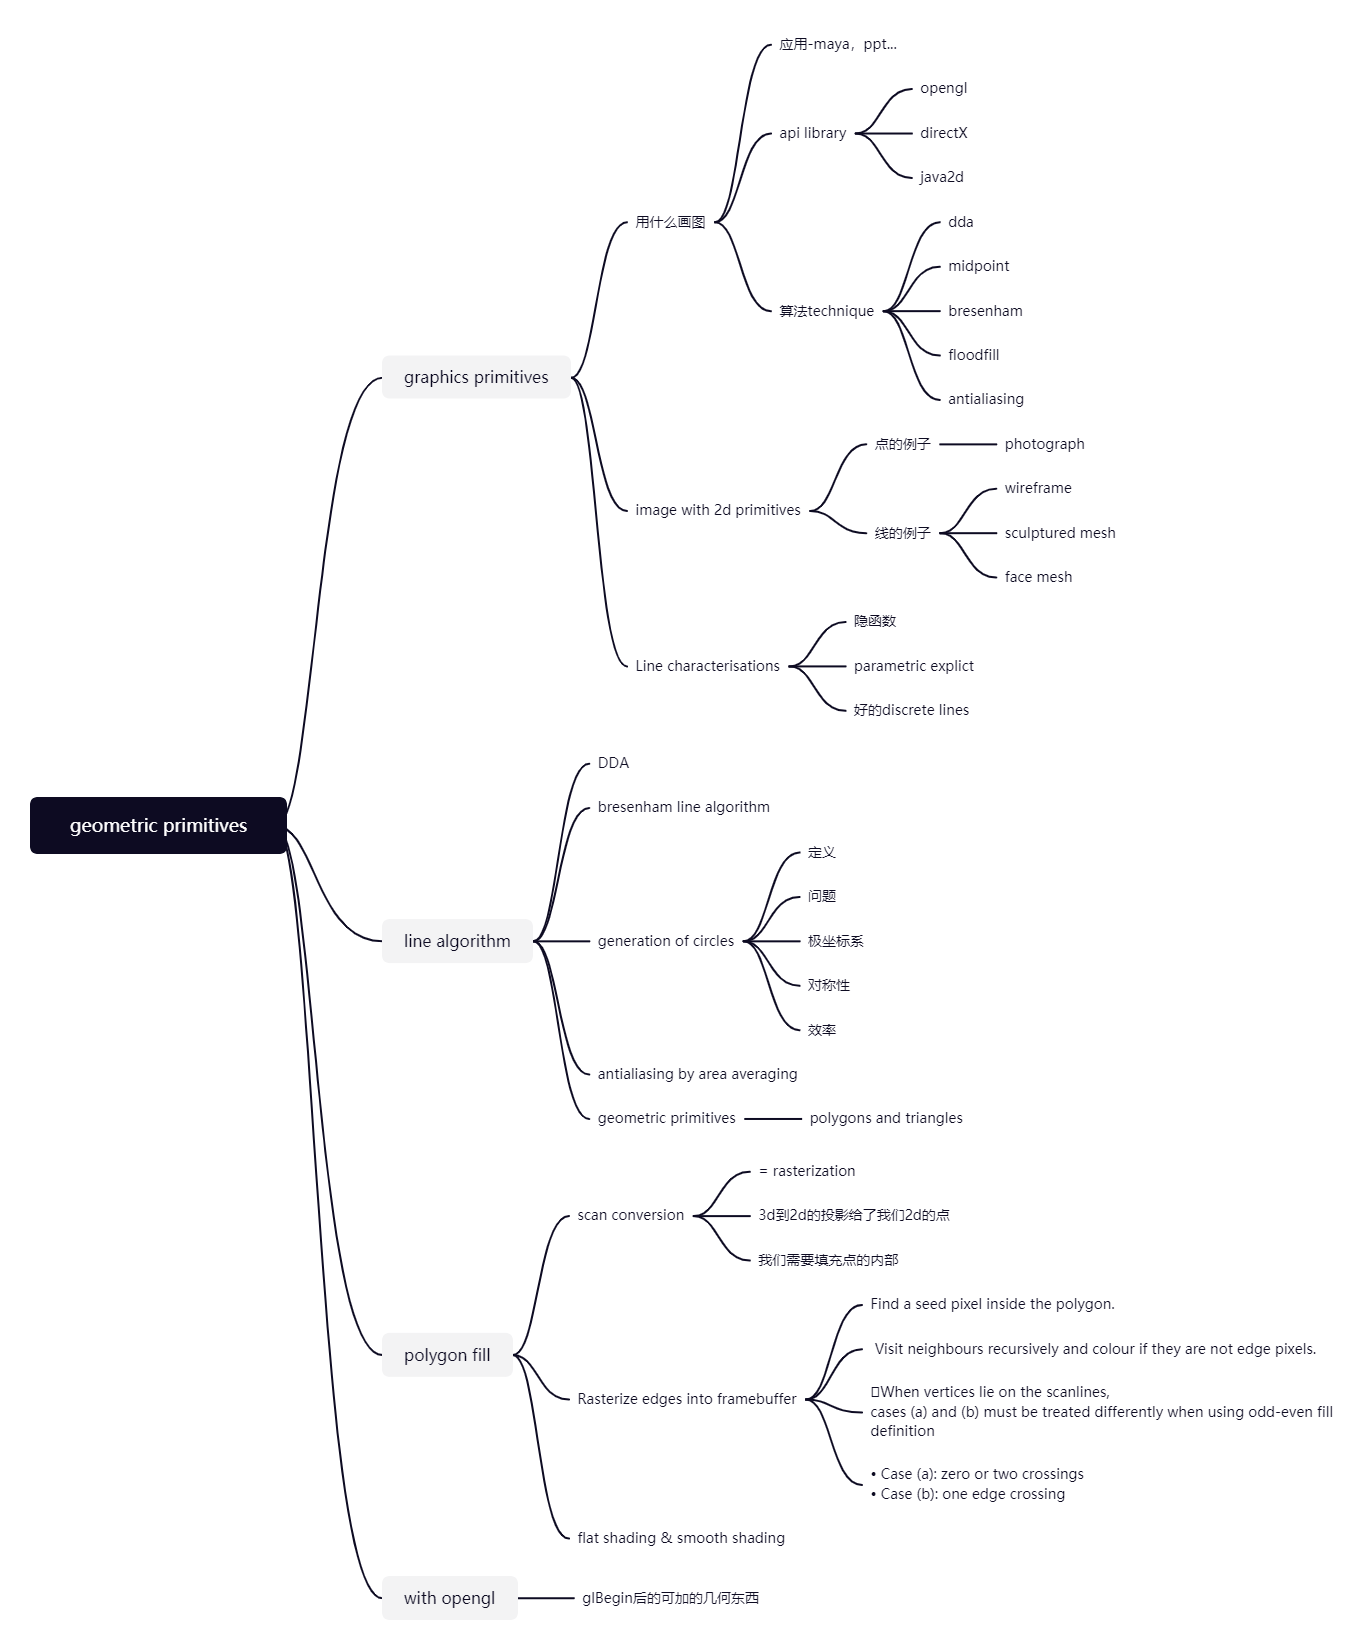 geometric primitives
graphics primitives
用什么画图
应用-maya，ppt...
api library
opengl
directX
java2d
算法technique
dda
midpoint
bresenham
floodfill
antialiasing
image with 2d primitives
点的例子
photograph
线的例子
wireframe
sculptured mesh
face mesh
Line characterisations
隐函数
parametric explict
好的discrete lines
line algorithm
DDA
bresenham line algorithm
generation of circles
定义
问题
极坐标系
对称性
效率
antialiasing by area averaging
geometric primitives
polygons and triangles
polygon fill
scan conversion
= rasterization
3d到2d的投影给了我们2d的点
我们需要填充点的内部
Rasterize edges into framebuffer
Find a seed pixel inside the polygon.
Visit neighbours recursively and colour if they are not edge pixels.
When vertices lie on the scanlines,
cases (a) and (b) must be treated differently when using odd-even fill
definition
• Case (a): zero or two crossings
• Case (b): one edge crossing
flat shading & smooth shading
with opengl
glBegin后的可加的几何东西